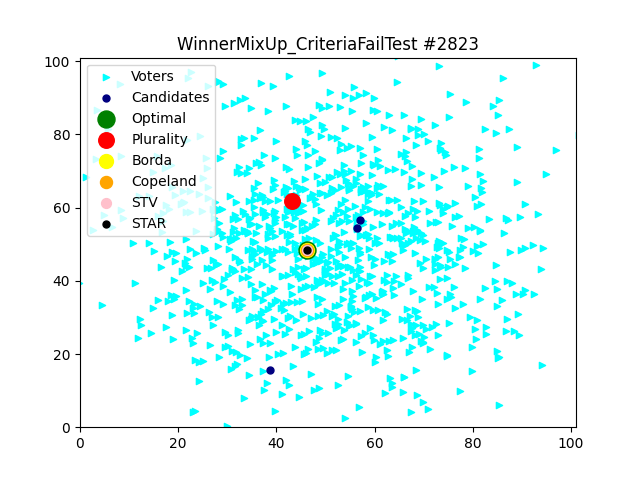 WinnerMixUp_CriteriaFailTest #2823
100
80
60
40
20
0
Voters
Candidates
Optimal
Plurality
Borda
Copeland
STV
STAR
0
20
40
60
80
100